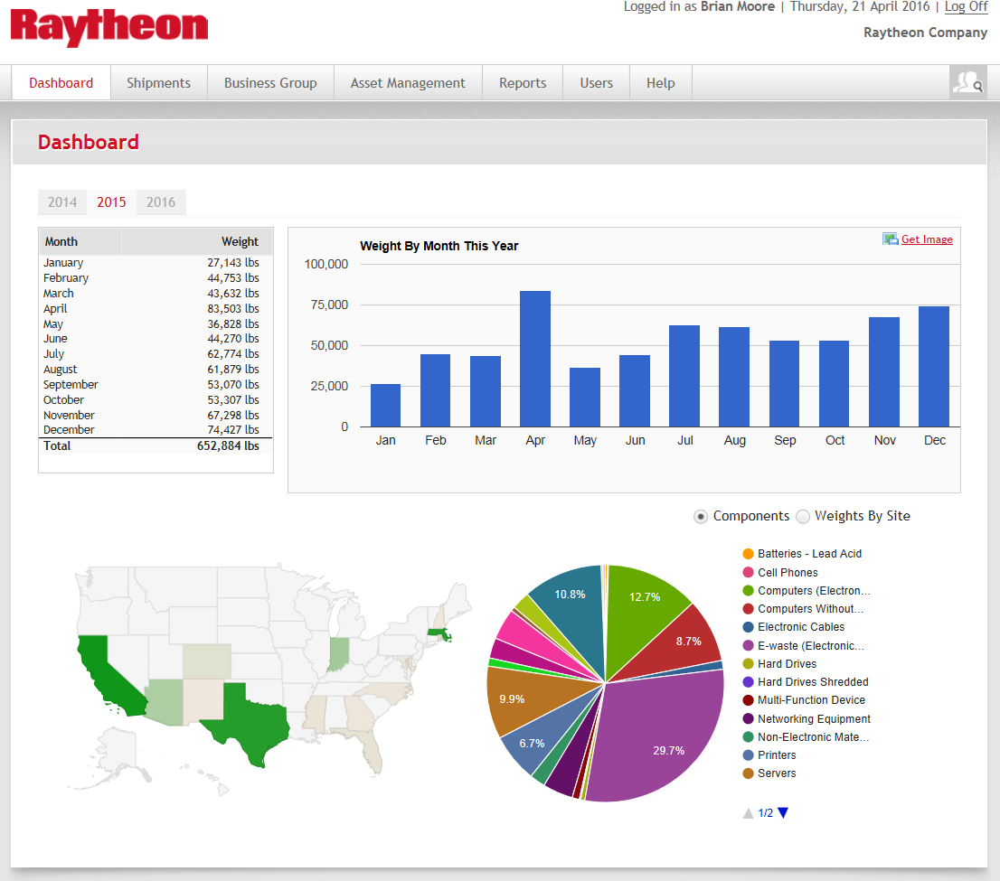 Raytheon
Logged in as Brian Moore | Thursday, 21 April 2016 | Log Off
Raytheon Company
Dashboard Shipments Business Group Asset Management Reports Users Help
Dashboard
2014 2015 2016
Month Weight
January 27,143 lbs
February 44,753 lbs
March 43,632 lbs
April 83,503 lbs
May 36,828 lbs
June 44,270 lbs
July 62,774 lbs
August 61,879 lbs
September 53,070 lbs
October 53,307 lbs
November 67,298 lbs
December 74,427 lbs
Total 652,884 lbs
Weight By Month This Year
Get Image
100,000
75,000
50,000
25,000
0
Jan Feb Mar Apr May Jun Jul Aug Sep Oct Nov Dec
Components Weights By Site
10.8%
12.7%
8.7%
9.9%
6.7%
29.7%
Batteries - Lead Acid
Cell Phones
Computers (Electron...
Computers Without...
Electronic Cables
E-waste (Electronic...
Hard Drives
Hard Drives Shredded
Multi-Function Device
Networking Equipment
Non-Electronic Mate...
Printers
Servers
1/2